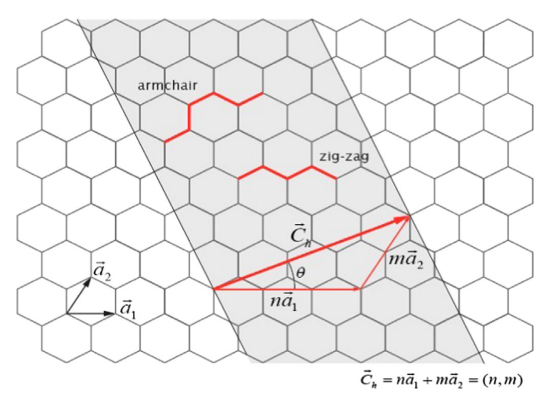 armchair
zig-zag
C⃗ₕ
ma⃗₂
θ
na⃗₁
a⃗₂
a⃗₁
C⃗ₕ = na⃗₁ + ma⃗₂ = (n, m)